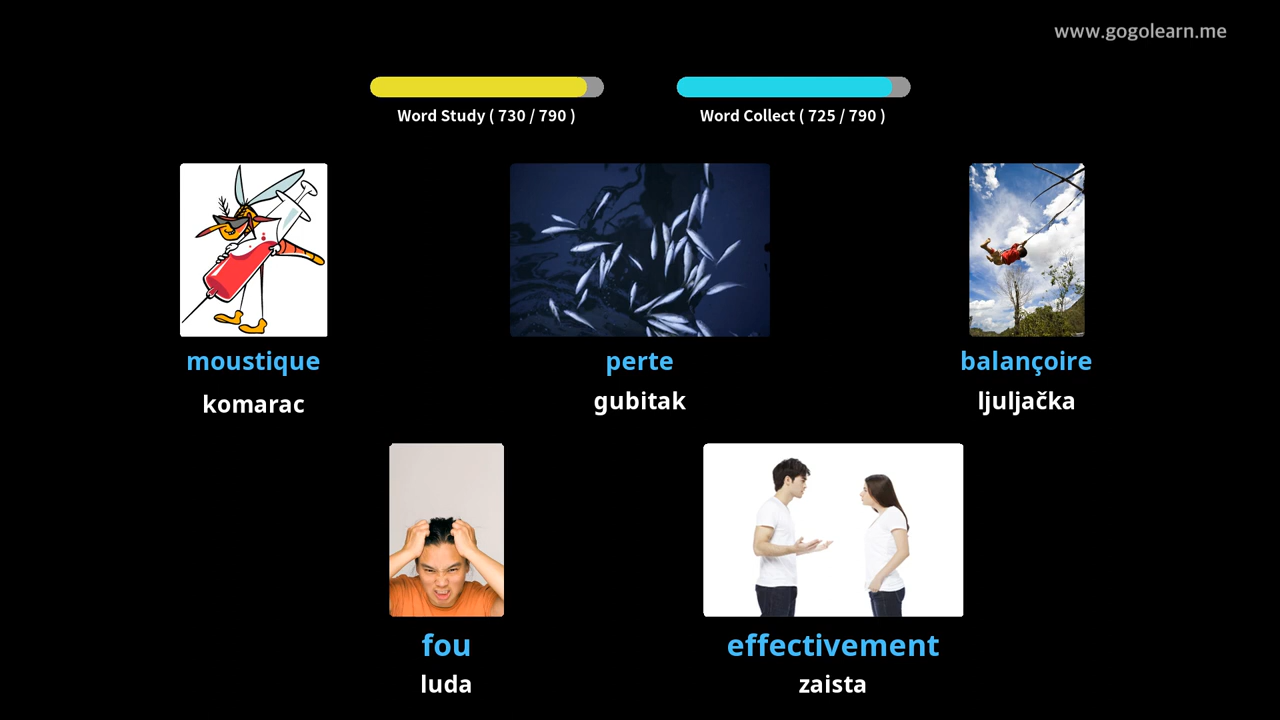 www.gogolearn.me
Word Study ( 730 / 790 )
Word Collect ( 725 / 790 )
moustique
perte
balançoire
komarac
gubitak
ljuljačka
fou
effectivement
luda
zaista